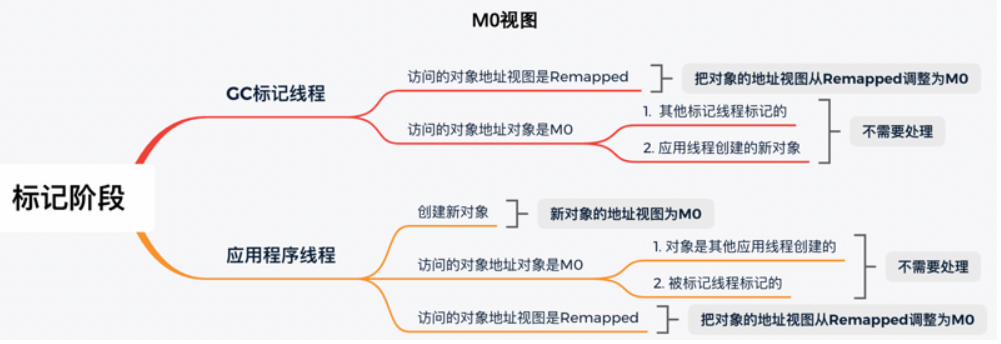 M0视图
标记阶段
GC标记线程
访问的对象地址视图是Remapped
把对象的地址视图从Remapped调整为M0
访问的对象地址对象是M0
1. 其他标记线程标记的
2. 应用线程创建的新对象
不需要处理
应用程序线程
创建新对象
新对象的地址视图为M0
访问的对象地址对象是M0
1. 对象是其他应用线程创建的
2. 被标记线程标记的
不需要处理
访问的对象地址视图是Remapped
把对象的地址视图从Remapped调整为M0